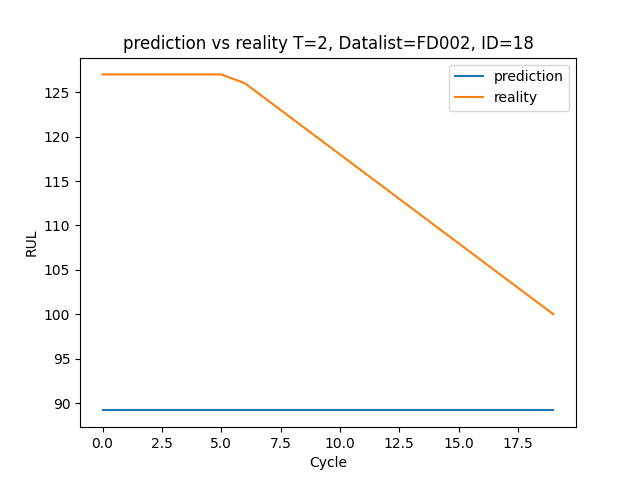 prediction vs reality T=2, Datalist=FD002, ID=18
prediction
reality
RUL
125
120
115
110
105
100
95
90
0.0 2.5 5.0 7.5 10.0 12.5 15.0 17.5
Cycle